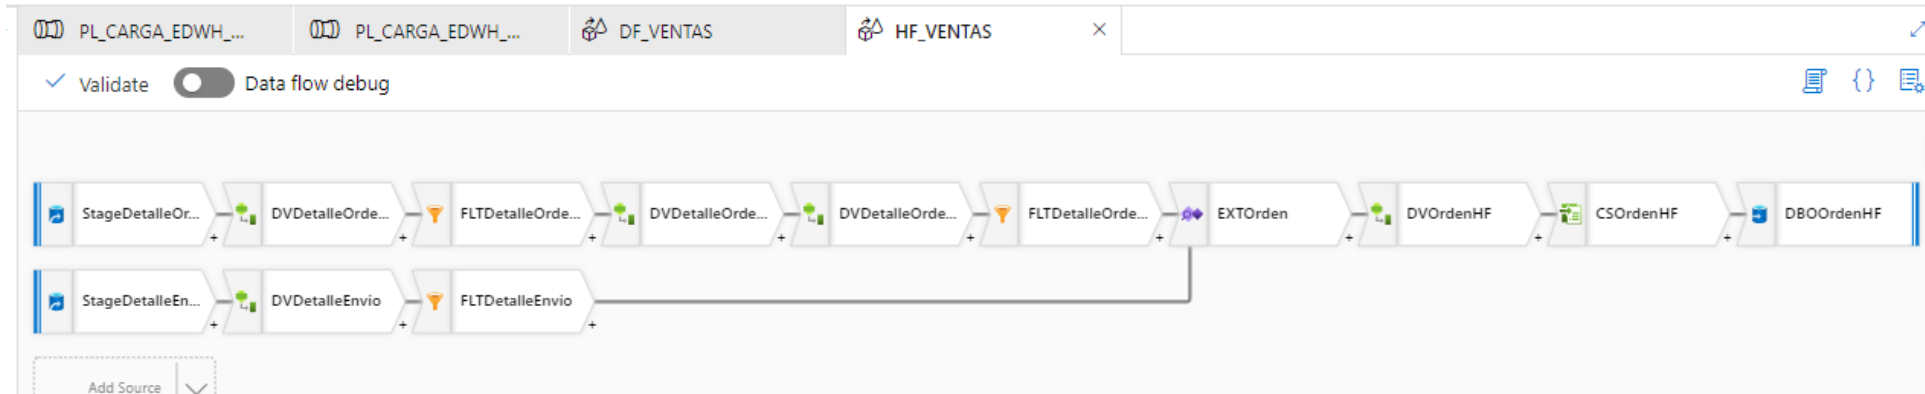 PL_CARGA_EDWH_... PL_CARGA_EDWH_... DF_VENTAS HF_VENTAS
Validate Data flow debug
StageDetalleOr... DVDetalleOrde... FLTDetalleOrde... DVDetalleOrde... DVDetalleOrde... FLTDetalleOrde... EXTOrden DVOrdenHF CSOrdenHF DBOOrdenHF
StageDetalleEn... DVDetalleEnvio FLTDetalleEnvio
Add Source